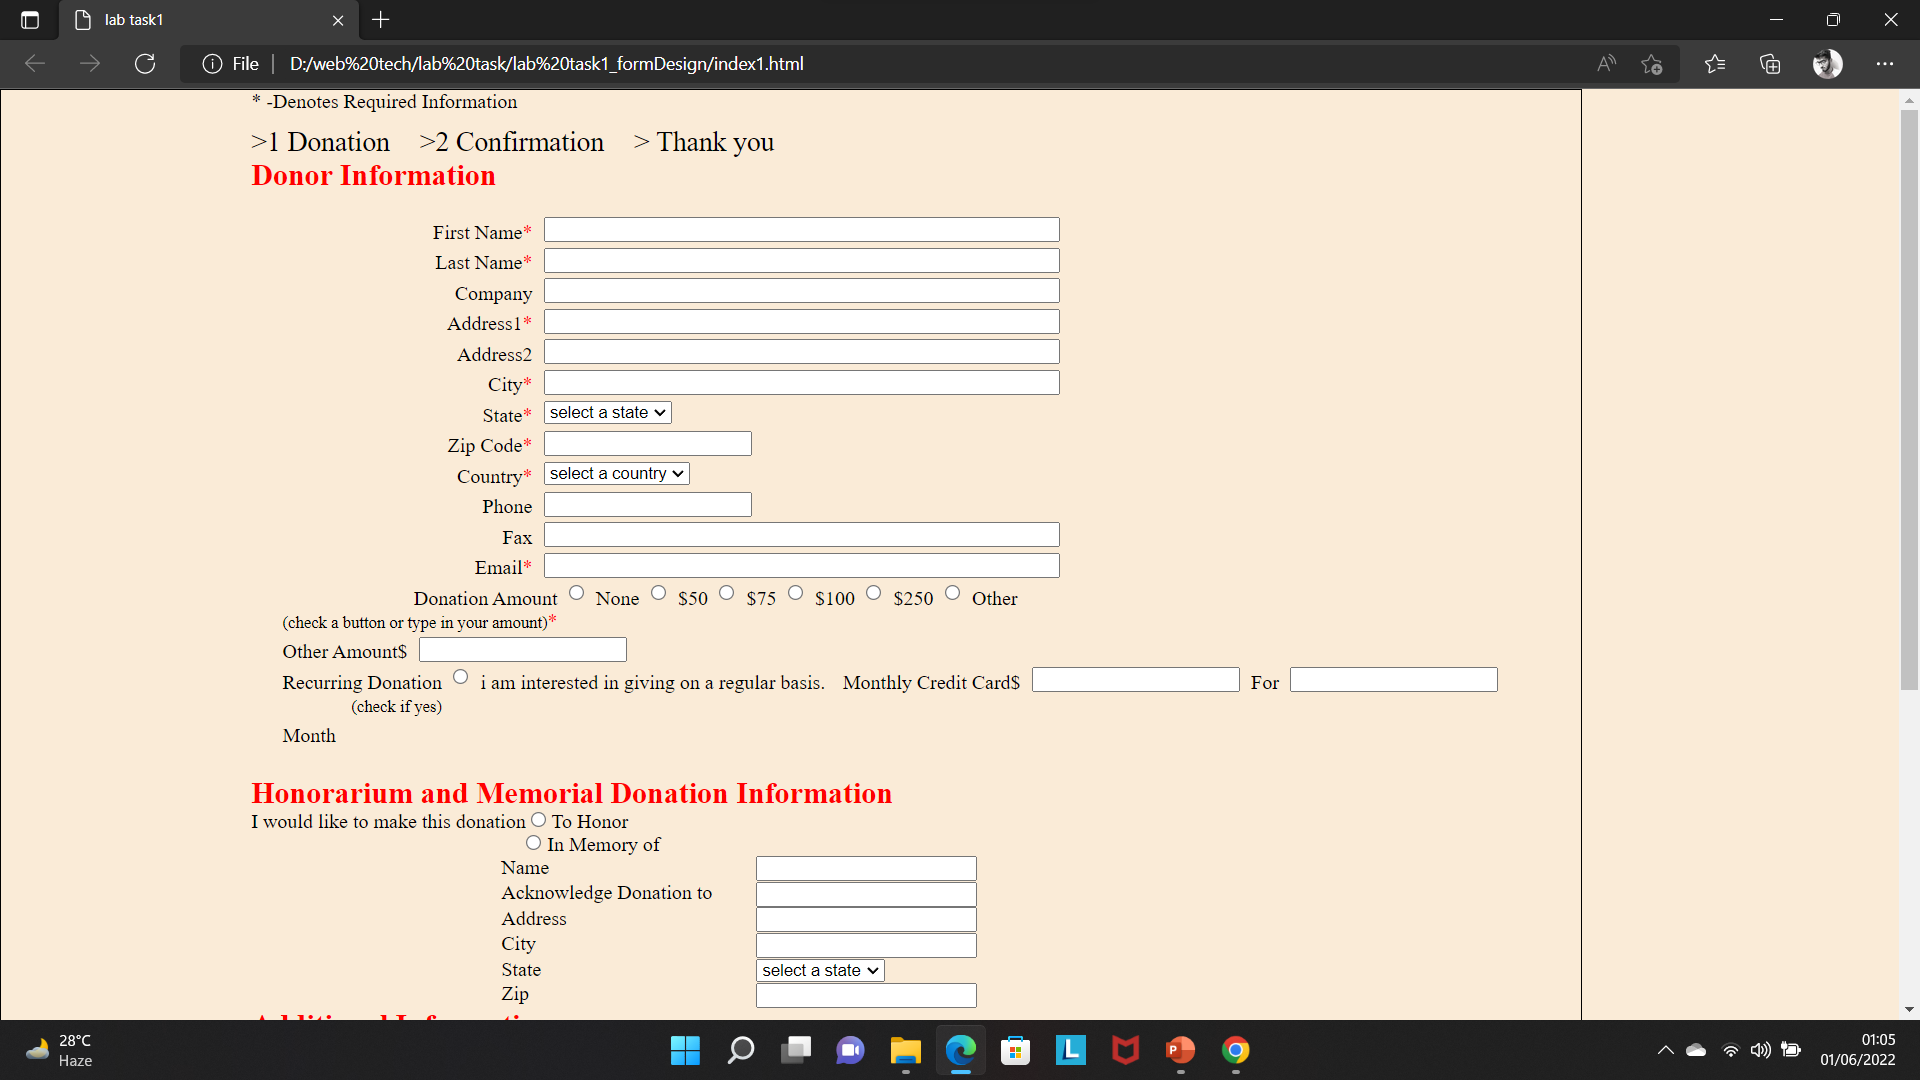 lab task1
File D:/web%20tech/lab%20task/lab%20task1_formDesign/index1.html
* -Denotes Required Information
>1 Donation >2 Confirmation > Thank you
Donor Information
First Name*
Last Name*
Company
Address1*
Address2
City*
State* select a state
Zip Code*
Country* select a country
Phone
Fax
Email*
Donation Amount None $50 $75 $100 $250 Other
(check a button or type in your amount)*
Other Amount$
Recurring Donation i am interested in giving on a regular basis. Monthly Credit Card$ For
(check if yes)
Month
Honorarium and Memorial Donation Information
I would like to make this donation To Honor
In Memory of
Name
Acknowledge Donation to
Address
City
State select a state
Zip
28°C
Haze
01:05
01/06/2022